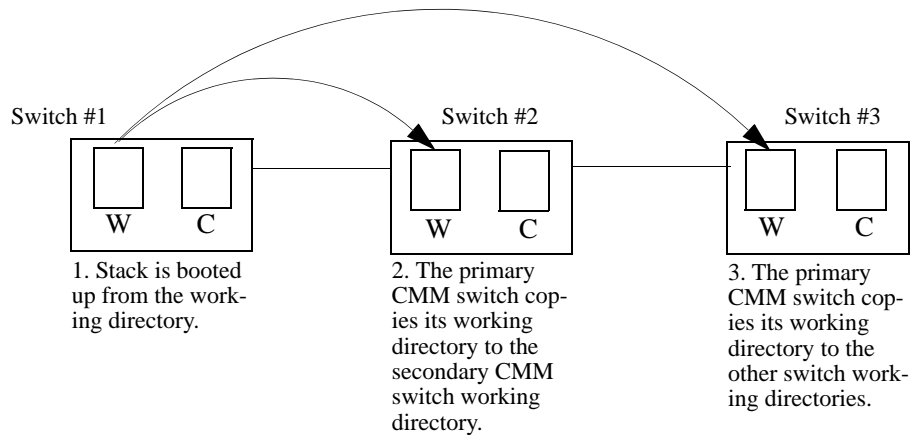 Switch #1
Switch #2
Switch #3
W
C
W
C
W
C
1. Stack is booted
up from the work-
ing directory.
2. The primary
CMM switch cop-
ies its working
directory to the
secondary CMM
switch working
directory.
3. The primary
CMM switch cop-
ies its working
directory to the
other switch work-
ing directories.